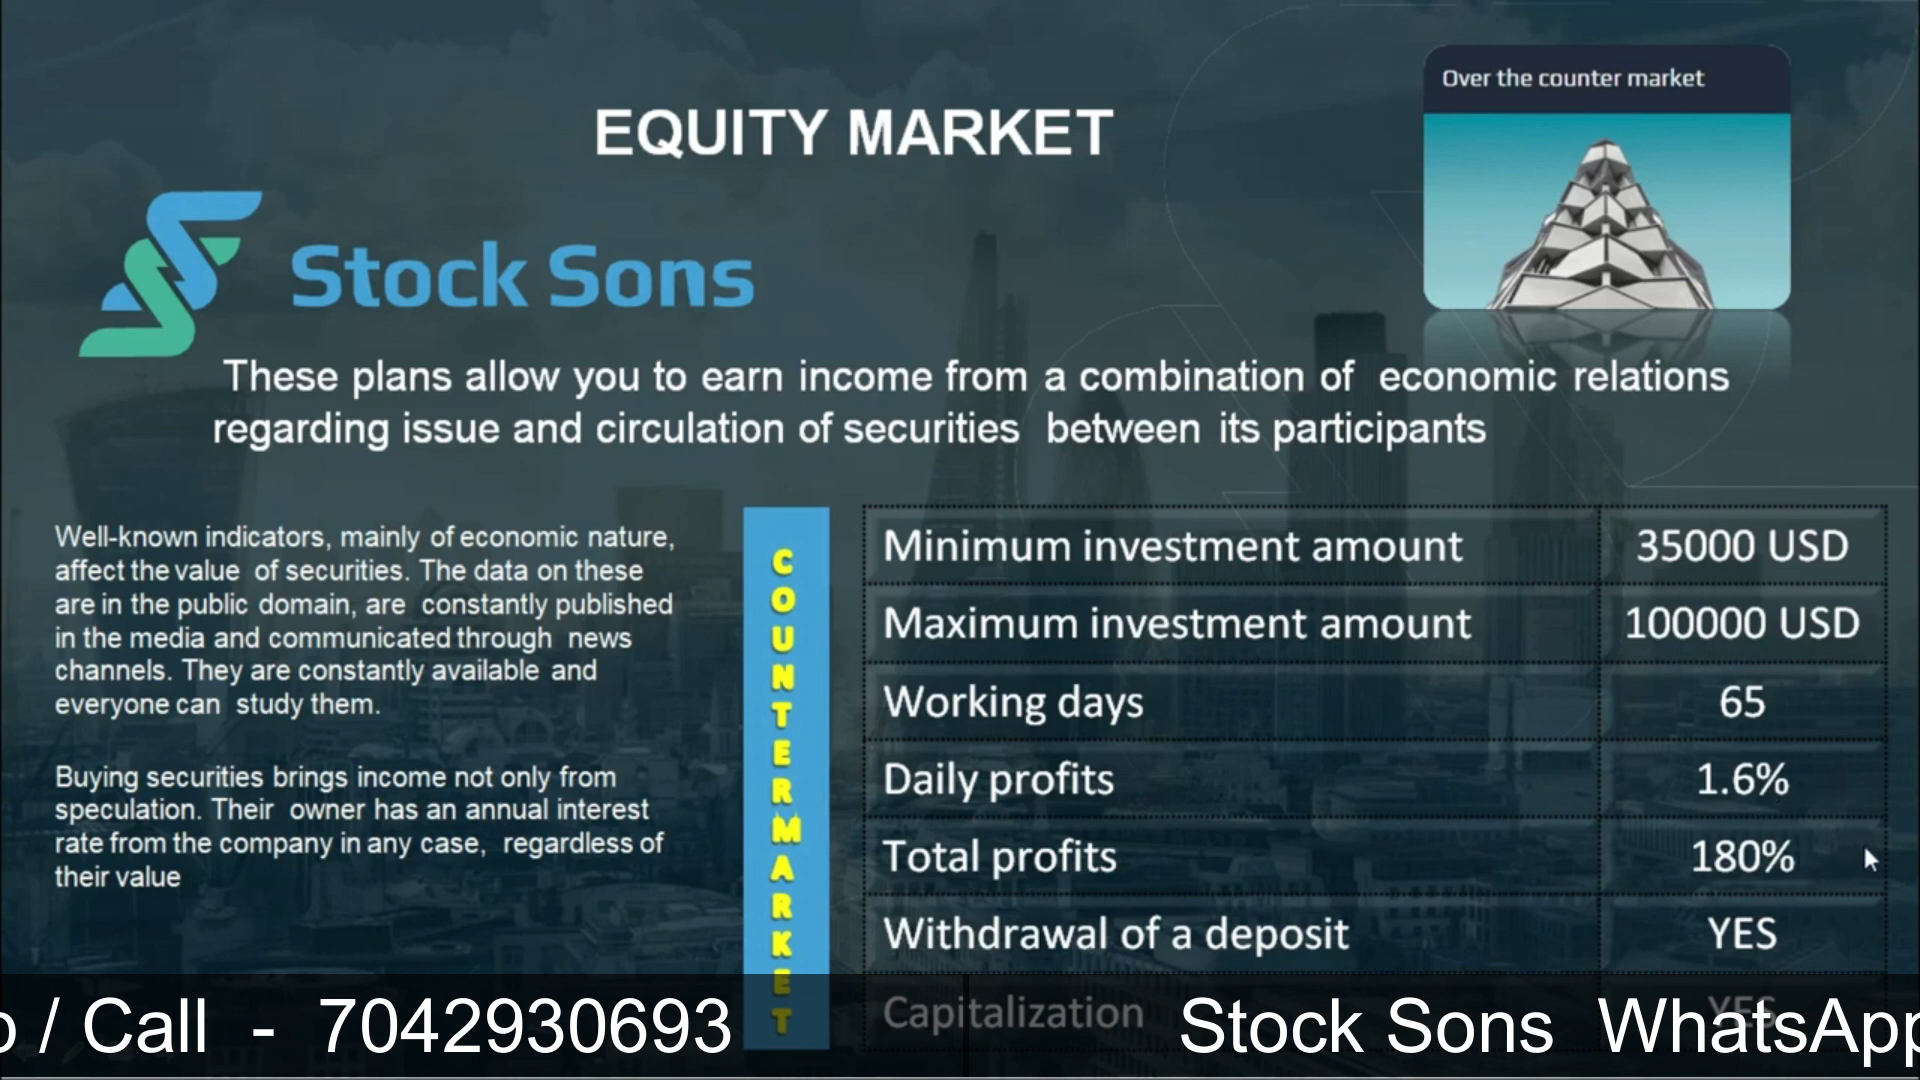 Over the counter market
EQUITY MARKET
Stock Sons
These plans allow you to earn income from a combination of economic relations
regarding issue and circulation of securities between its participants
Well-known indicators, mainly of economic nature,
affect the value of securities. The data on these
are in the public domain, are constantly published
in the media and communicated through news
channels. They are constantly available and
everyone can study them.
Buying securities brings income not only from
speculation. Their owner has an annual interest
rate from the company in any case, regardless of
their value
COUNTERMARKET
Minimum investment amount 35000 USD
Maximum investment amount 100000 USD
Working days 65
Daily profits 1.6%
Total profits 180%
Withdrawal of a deposit YES
Capitalization YES
/ Call - 7042930693 Stock Sons WhatsApp